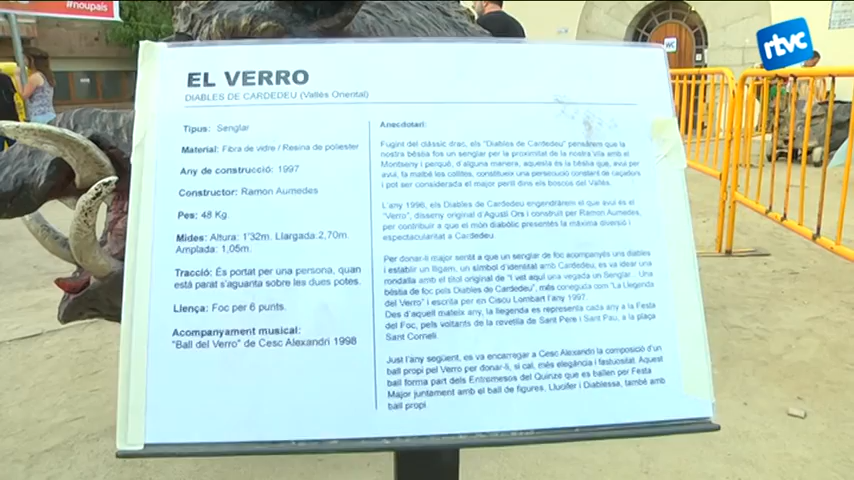 #noupaís
rtvc
WC
EL VERRO
DIABLES DE CARDEDEU (Vallès Oriental)
Tipus: Senglar
Material: Fibra de vidre / Resina de poliester
Any de construcció: 1997
Constructor: Ramon Aumedes
Pes: 48 Kg
Mides: Altura: 1'32m. Llargada:2,70m.
Amplada: 1,05m.
Tracció: És portat per una persona, quan
està parat s'aguanta sobre les dues potes.
Llença: Foc per 6 punts.
Acompanyament musical:
"Ball del Verro" de Cesc Alexandri 1998
Anecdotari:
Fugint del clàssic drac, els "Diables de Cardedeu" pensàrem que la
nostra bèstia fos un senglar per la proximitat de la nostra vila amb el
Montseny i perquè, d'alguna manera, aquesta és la bèstia que, avui per
avui, fa malbé les collites, constitueix una persecució constant de caçadors
i pot ser considerada el major perill dins els boscos del Vallès.
L'any 1996, els Diables de Cardedeu engendràrem el que avui és el
"Verro", disseny original d'Agustí Ors i construït per Ramon Aumedes,
per contribuir a que el món diabòlic presenti la màxima diversió i
espectacularitat a Cardedeu.
Per donar-li major sentit a que un senglar de foc acompanyés uns diables
i establir un lligam, un símbol d'identitat amb Cardedeu, es va idear una
rondalla amb el títol original de "I vet aquí una vegada un Senglar... Una
bèstia de foc pels Diables de Cardedeu", més coneguda com "La Llegenda
del Verro" i escrita per en Ciscu Lombart l'any 1997.
Des d'aquell mateix any, la llegenda es representa cada any a la Festa
del Foc, pels voltants de la revetlla de Sant Pere i Sant Pau, a la plaça
Sant Corneli.
Just l'any següent, es va encarregar a Cesc Alexandri la composició d'un
ball propi pel Verro per donar-li, si cal, més elegància i fastuositat. Aquest
ball forma part dels Entremesos del Quinze que es ballen per Festa
Major juntament amb el ball de figures, Llucifer i Diablessa, també amb
ball propi.